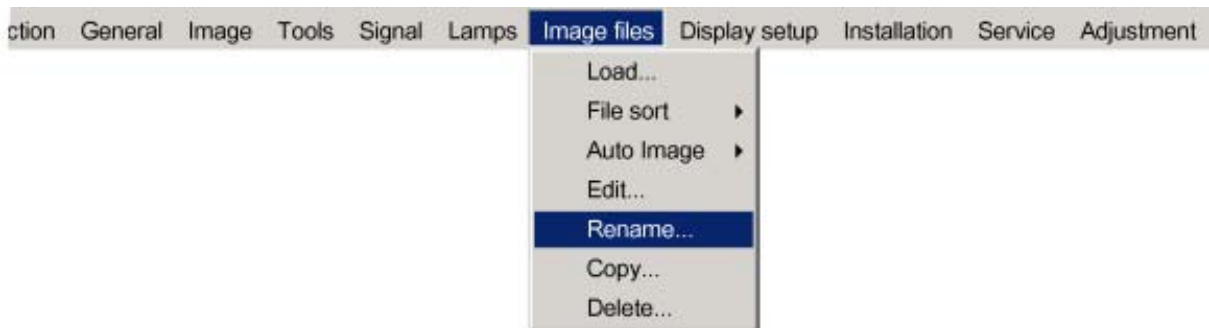 ction General Image Tools Signal Lamps Image files Display setup Installation Service Adjustment
Load...
File sort
Auto Image
Edit...
Rename...
Copy...
Delete...